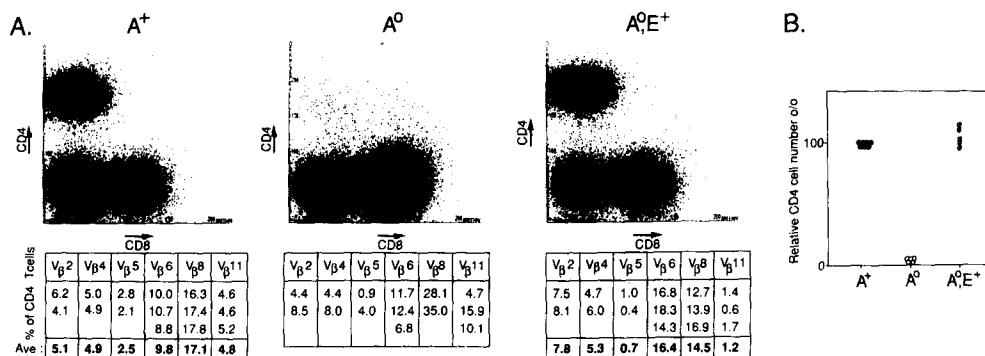 A.
A⁺
A⁰
A⁰,E⁺
B.
CD4
CD8
CD4
CD8
CD4
CD8
Relative CD4 cell number o/o
100
0
A⁺ A⁰ A⁰,E⁺
% of CD4 Tcells
Vβ2 Vβ4 Vβ5 Vβ6 Vβ8 Vβ11
6.2 5.0 2.8 10.0 16.3 4.6
4.1 4.9 2.1 10.7 17.4 4.6
8.8 17.8 5.2
Ave: 5.1 4.9 2.5 9.8 17.1 4.8
Vβ2 Vβ4 Vβ5 Vβ6 Vβ8 Vβ11
4.4 4.4 0.9 11.7 28.1 4.7
8.5 8.0 4.0 12.4 35.0 15.9
6.8 10.1
Vβ2 Vβ4 Vβ5 Vβ6 Vβ8 Vβ11
7.5 4.7 1.0 16.8 12.7 1.4
8.1 6.0 0.4 18.3 13.9 0.6
14.3 16.9 1.7
7.8 5.3 0.7 16.4 14.5 1.2